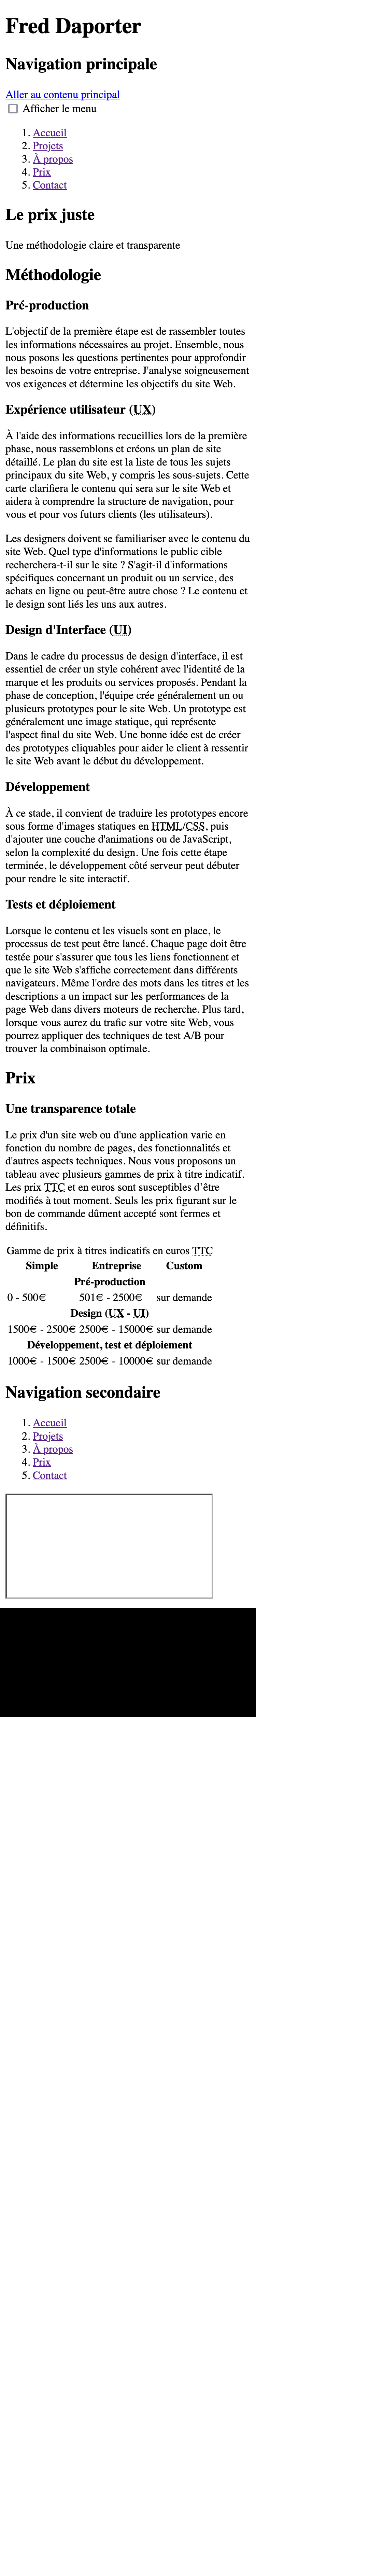 Fred Daporter
Navigation principale
Aller au contenu principal
Afficher le menu
1. Accueil
2. Projets
3. À propos
4. Prix
5. Contact
Le prix juste
Une méthodologie claire et transparente
Méthodologie
Pré-production
L'objectif de la première étape est de rassembler toutes
les informations nécessaires au projet. Ensemble, nous
nous posons les questions pertinentes pour approfondir
les besoins de votre entreprise. J'analyse soigneusement
vos exigences et détermine les objectifs du site Web.
Expérience utilisateur (UX)
À l'aide des informations recueillies lors de la première
phase, nous rassemblons et créons un plan de site
détaillé. Le plan du site est la liste de tous les sujets
principaux du site Web, y compris les sous-sujets. Cette
carte clarifiera le contenu qui sera sur le site Web et
aidera à comprendre la structure de navigation, pour
vous et pour vos futurs clients (les utilisateurs).
Les designers doivent se familiariser avec le contenu du
site Web. Quel type d'informations le public cible
recherchera-t-il sur le site ? S'agit-il d'informations
spécifiques concernant un produit ou un service, des
achats en ligne ou peut-être autre chose ? Le contenu et
le design sont liés les uns aux autres.
Design d'Interface (UI)
Dans le cadre du processus de design d'interface, il est
essentiel de créer un style cohérent avec l'identité de la
marque et les produits ou services proposés. Pendant la
phase de conception, l'équipe crée généralement un ou
plusieurs prototypes pour le site Web. Un prototype est
généralement une image statique, qui représente
l'aspect final du site Web. Une bonne idée est de créer
des prototypes cliquables pour aider le client à ressentir
le site Web avant le début du développement.
Développement
À ce stade, il convient de traduire les prototypes encore
sous forme d'images statiques en HTML/CSS, puis
d'ajouter une couche d'animations ou de JavaScript,
selon la complexité du design. Une fois cette étape
terminée, le développement côté serveur peut débuter
pour rendre le site interactif.
Tests et déploiement
Lorsque le contenu et les visuels sont en place, le
processus de test peut être lancé. Chaque page doit être
testée pour s'assurer que tous les liens fonctionnent et
que le site Web s'affiche correctement dans différents
navigateurs. Même l'ordre des mots dans les titres et les
descriptions a un impact sur les performances de la
page Web dans divers moteurs de recherche. Plus tard,
lorsque vous aurez du trafic sur votre site Web, vous
pourrez appliquer des techniques de test A/B pour
trouver la combinaison optimale.
Prix
Une transparence totale
Le prix d'un site web ou d'une application varie en
fonction du nombre de pages, des fonctionnalités et
d'autres aspects techniques. Nous vous proposons un
tableau avec plusieurs gammes de prix à titre indicatif.
Les prix TTC et en euros sont susceptibles d’être
modifiés à tout moment. Seuls les prix figurant sur le
bon de commande dûment accepté sont fermes et
définitifs.
Gamme de prix à titres indicatifs en euros TTC
Simple Entreprise Custom
Pré-production
0 - 500€ 501€ - 2500€ sur demande
Design (UX - UI)
1500€ - 2500€ 2500€ - 15000€ sur demande
Développement, test et déploiement
1000€ - 1500€ 2500€ - 10000€ sur demande
Navigation secondaire
1. Accueil
2. Projets
3. À propos
4. Prix
5. Contact